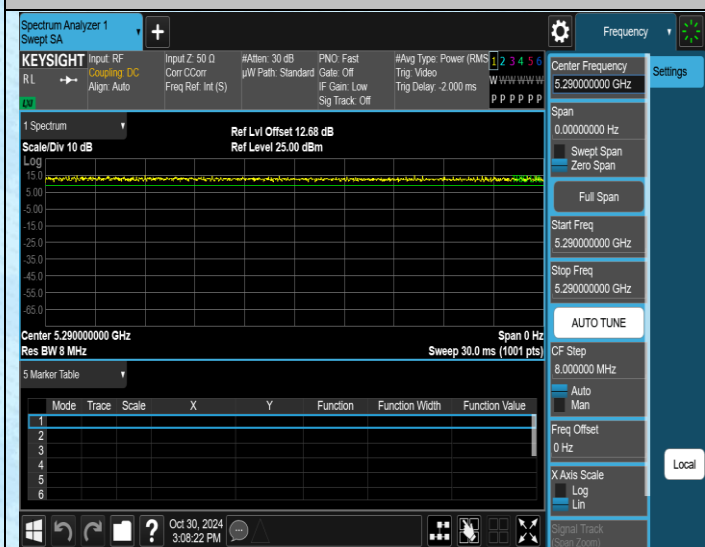 Spectrum Analyzer 1
Swept SA
+
Frequency
KEYSIGHT
RL
Input: RF
Coupling: DC
Align: Auto
Input Z: 50 Ω
Corr CCorr
Freq Ref: Int (S)
#Atten: 30 dB
µW Path: Standard
PNO: Fast
Gate: Off
IF Gain: Low
Sig Track: Off
#Avg Type: Power (RMS
Trig: Video
Trig Delay: -2.000 ms
1 2 3 4 5 6
W W W W W W
P P P P P P
LW
1 Spectrum
Scale/Div 10 dB
Ref Lvl Offset 12.68 dB
Ref Level 25.00 dBm
Log
15.0
5.00
-5.00
-15.0
-25.0
-35.0
-45.0
-55.0
-65.0
Center 5.290000000 GHz
Span 0 Hz
Res BW 8 MHz
Sweep 30.0 ms (1001 pts)
5 Marker Table
Mode Trace Scale X Y Function Function Width Function Value
1
2
3
4
5
6
Center Frequency
5.290000000 GHz
Span
0.00000000 Hz
Swept Span
Zero Span
Full Span
Start Freq
5.290000000 GHz
Stop Freq
5.290000000 GHz
AUTO TUNE
CF Step
8.000000 MHz
Auto
Man
Freq Offset
0 Hz
X Axis Scale
Log
Lin
Signal Track
(Span Zoom)
Settings
Local
?
Oct 30, 2024
3:08:22 PM